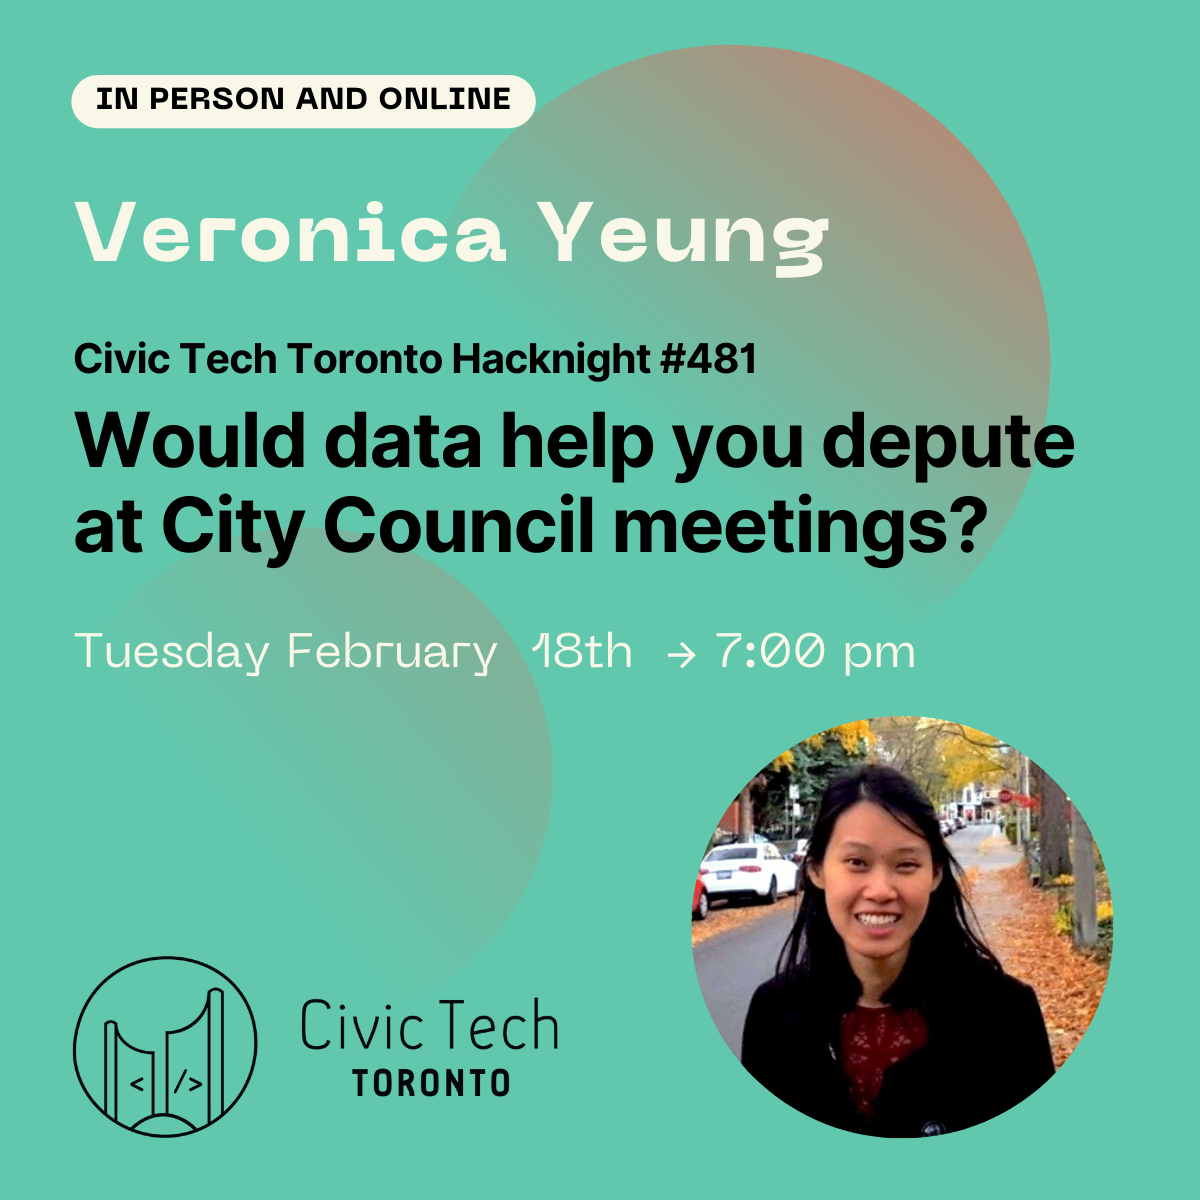 IN PERSON AND ONLINE
Veronica Yeung
Civic Tech Toronto Hacknight #481
Would data help you depute
at City Council meetings?
Tuesday February 18th → 7:00 pm
< />
Civic Tech
TORONTO